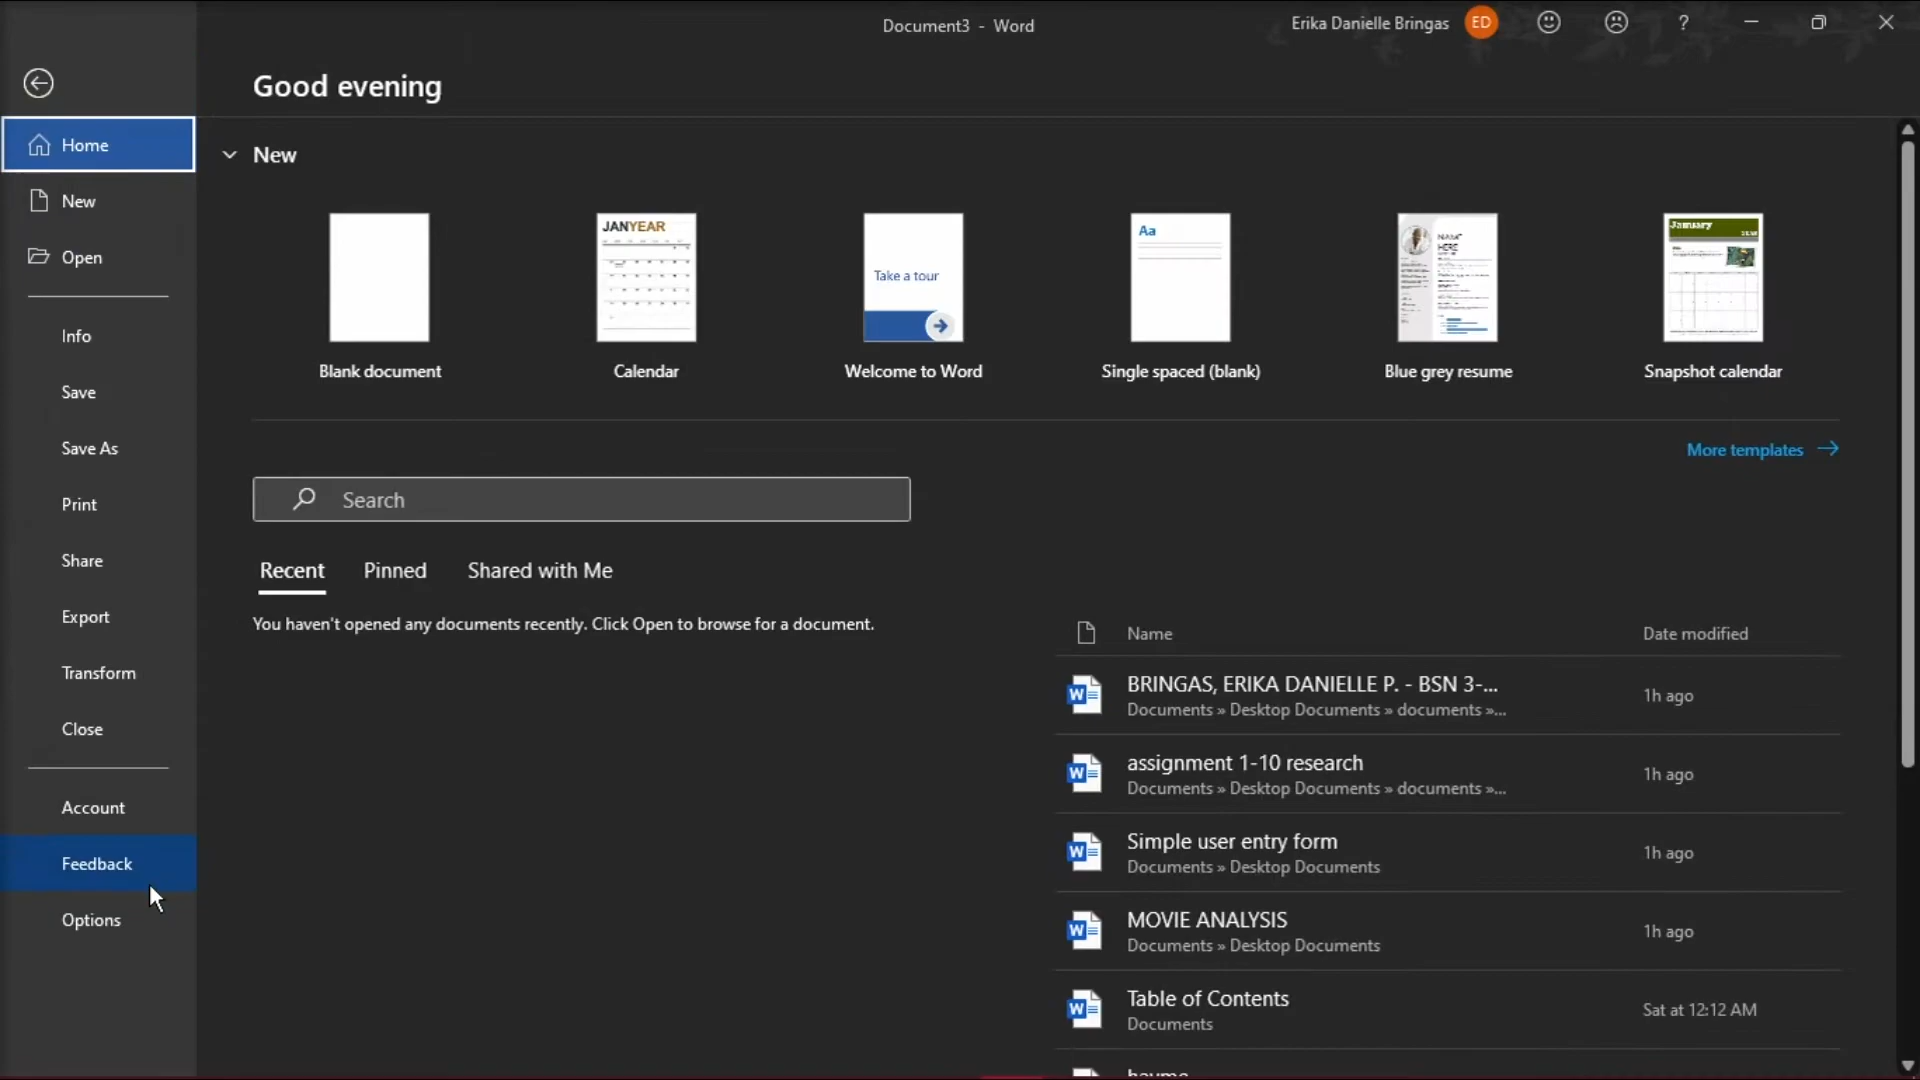 Document3 - Word
Erika Danielle Bringas
ED
?
Good evening
Home
New
Open
Info
Save
Save As
Print
Share
Export
Transform
Close
Account
Feedback
Options
New
JANYEAR
Take a tour
Aa
NAME
HERE
January
Blank document
Calendar
Welcome to Word
Single spaced (blank)
Blue grey resume
Snapshot calendar
More templates
Search
Recent
Pinned
Shared with Me
You haven't opened any documents recently. Click Open to browse for a document.
Name
Date modified
BRINGAS, ERIKA DANIELLE P. - BSN 3-...
Documents » Desktop Documents » documents »...
1h ago
assignment 1-10 research
Documents » Desktop Documents » documents »...
1h ago
Simple user entry form
Documents » Desktop Documents
1h ago
MOVIE ANALYSIS
Documents » Desktop Documents
1h ago
Table of Contents
Documents
Sat at 12:12 AM